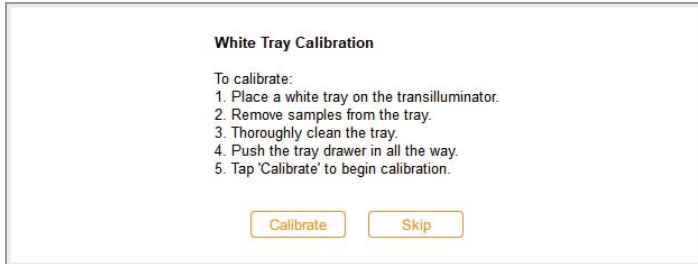 White Tray Calibration
To calibrate:
1. Place a white tray on the transilluminator.
2. Remove samples from the tray.
3. Thoroughly clean the tray.
4. Push the tray drawer in all the way.
5. Tap 'Calibrate' to begin calibration.
Calibrate Skip